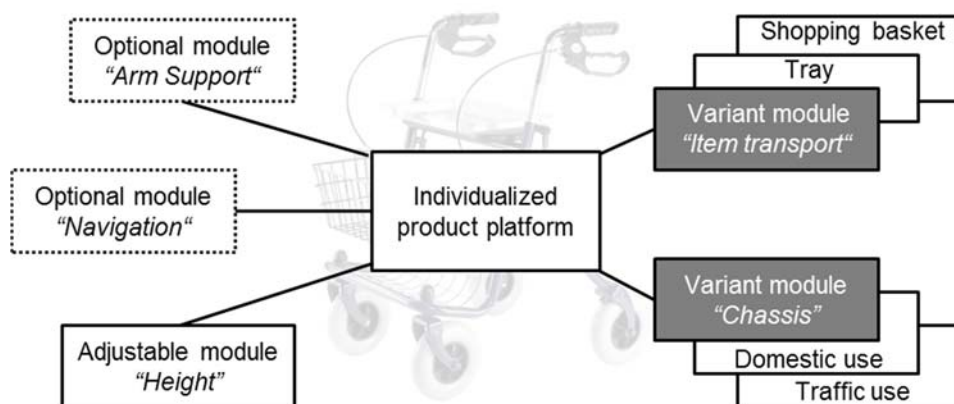 Optional module
“Arm Support“
Optional module
“Navigation“
Adjustable module
“Height”
Individualized
product platform
Shopping basket
Tray
Variant module
“Item transport“
Variant module
“Chassis”
Domestic use
Traffic use